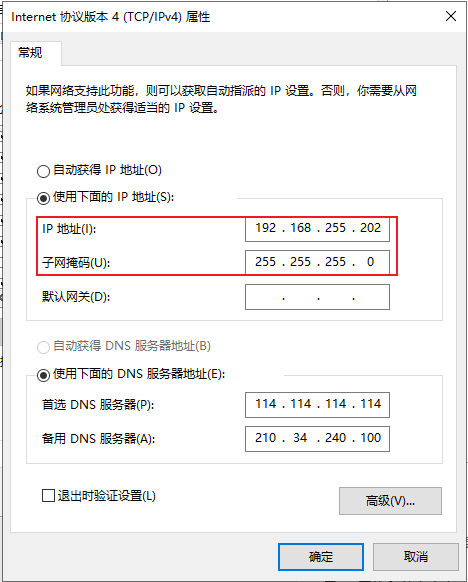 Internet 协议版本 4 (TCP/IPv4) 属性
常规
如果网络支持此功能，则可以获取自动指派的 IP 设置。否则，你需要从网
络系统管理员处获得适当的 IP 设置。
自动获得 IP 地址(O)
使用下面的 IP 地址(S):
IP 地址(I): 192 . 168 . 255 . 202
子网掩码(U): 255 . 255 . 255 . 0
默认网关(D): . . .
自动获得 DNS 服务器地址(B)
使用下面的 DNS 服务器地址(E):
首选 DNS 服务器(P): 114 . 114 . 114 . 114
备用 DNS 服务器(A): 210 . 34 . 240 . 100
退出时验证设置(L)
高级(V)...
确定 取消